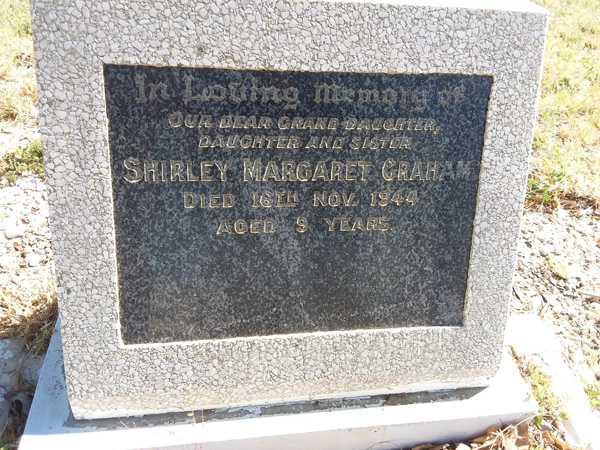 In Loving Memory of
OUR DEAR GRAND-DAUGHTER,
DAUGHTER AND SISTER
SHIRLEY MARGARET GRAHAM
DIED 16TH NOV. 1944
AGED 9 YEARS.